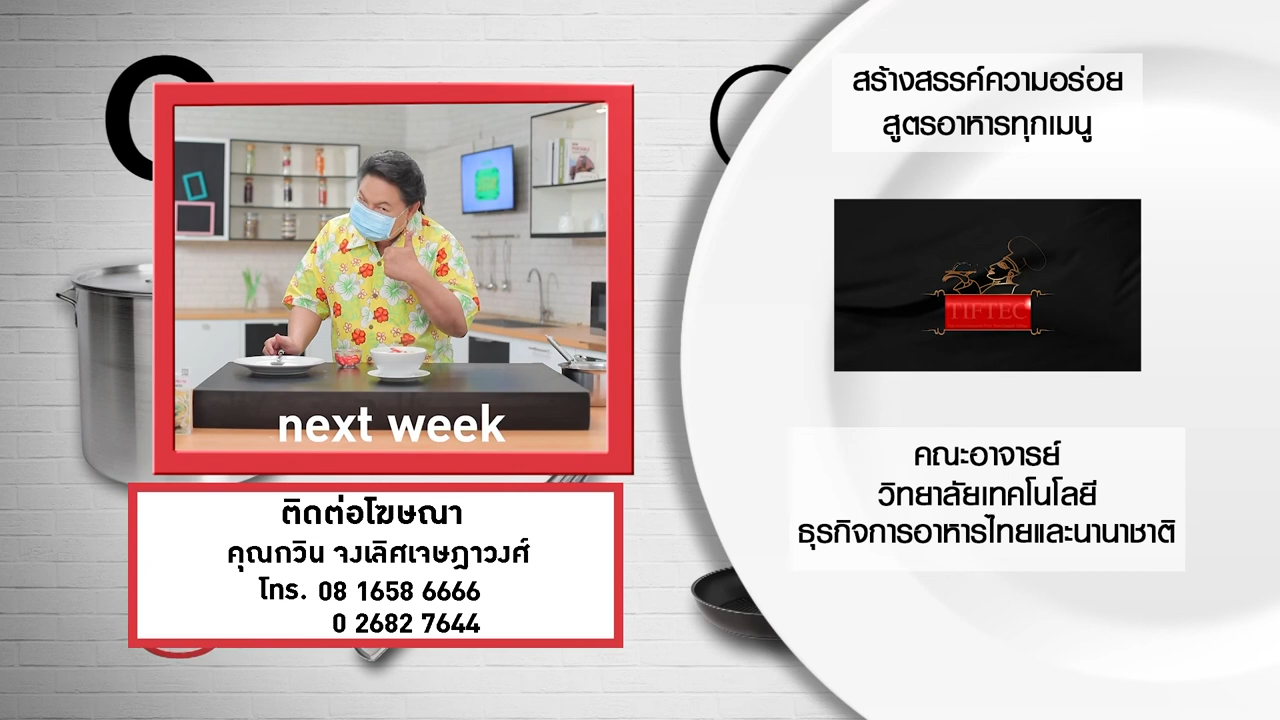 next week
ติดต่อโฆษณา
คุณกวิน จงเลิศเจษฎาวงศ์
โทร. 08 1658 6666
0 2682 7644
สร้างสรรค์ความอร่อย
สูตรอาหารทุกเมนู
TIFTEC
คณะอาจารย์
วิทยาลัยเทคโนโลยี
ธุรกิจการอาหารไทยและนานาชาติ